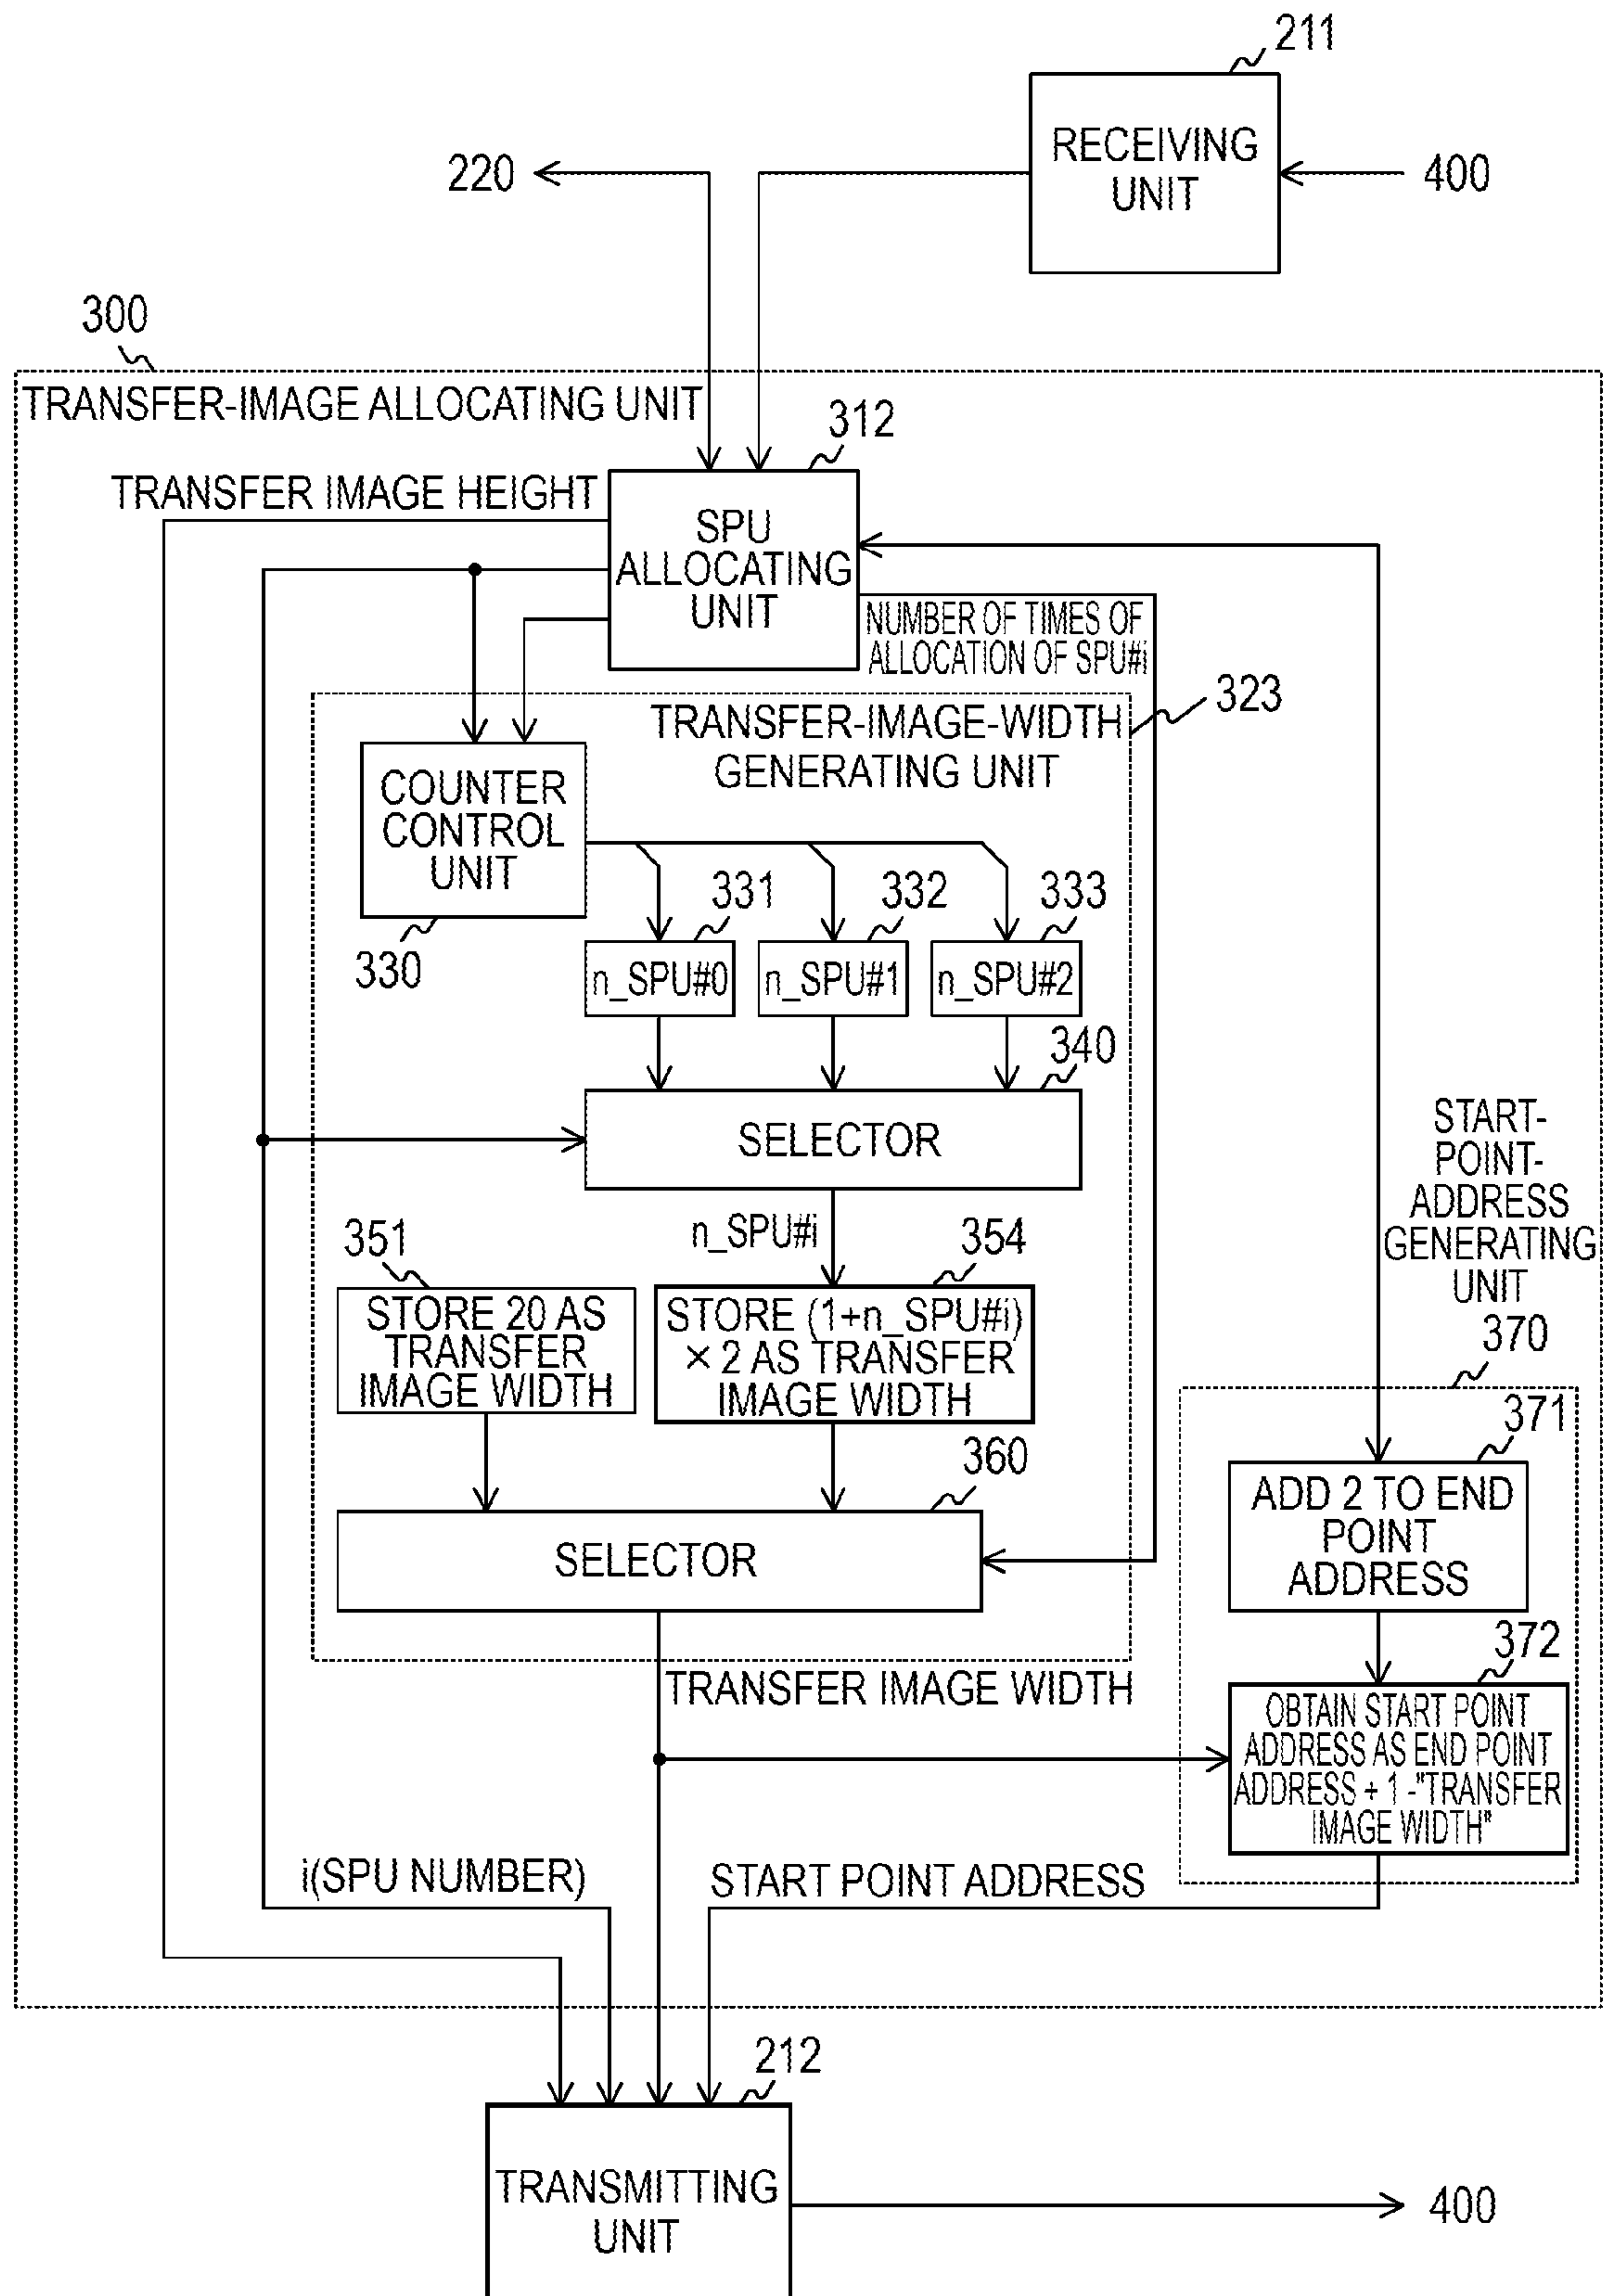 211
RECEIVING
UNIT
220
400
300
TRANSFER-IMAGE ALLOCATING UNIT
312
TRANSFER IMAGE HEIGHT
SPU
ALLOCATING
UNIT
NUMBER OF TIMES OF
ALLOCATION OF SPU#i
323
TRANSFER-IMAGE-WIDTH
GENERATING UNIT
COUNTER
CONTROL
UNIT
330
331
332
333
n_SPU#0
n_SPU#1
n_SPU#2
340
SELECTOR
START-
POINT-
ADDRESS
GENERATING
UNIT
370
n_SPU#i
351
354
STORE 20 AS
TRANSFER
IMAGE WIDTH
STORE (1+n_SPU#i)
× 2 AS TRANSFER
IMAGE WIDTH
360
SELECTOR
371
ADD 2 TO END
POINT
ADDRESS
372
TRANSFER IMAGE WIDTH
OBTAIN START POINT
ADDRESS AS END POINT
ADDRESS + 1 -"TRANSFER
IMAGE WIDTH"
i(SPU NUMBER)
START POINT ADDRESS
212
TRANSMITTING
UNIT
400